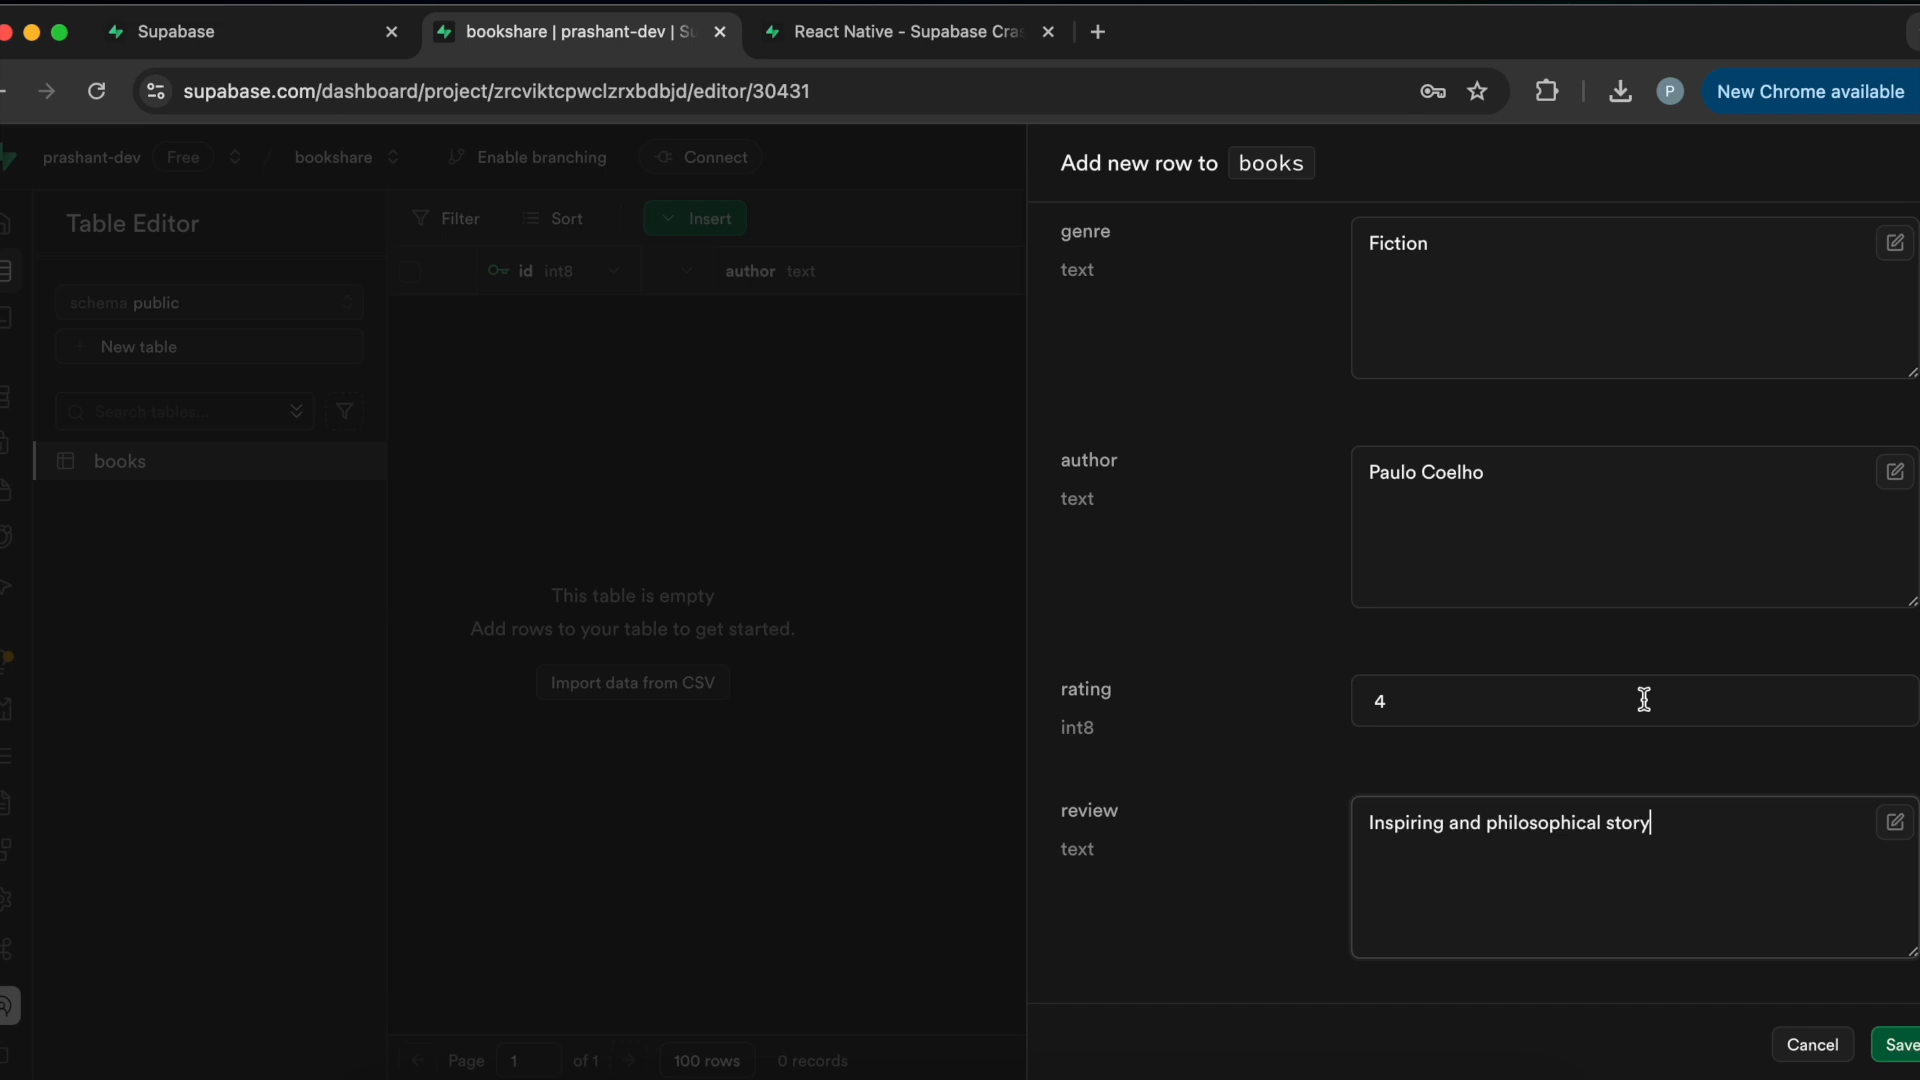 Supabase
bookshare | prashant-dev | Su
React Native - Supabase Cras
supabase.com/dashboard/project/zrcviktcpwclzrxbdbjd/editor/30431
P
New Chrome available
prashant-dev Free / bookshare Enable branching Connect
Add new row to books
Table Editor
Filter Sort Insert
id int8 author text
schema public
New table
Search tables...
books
This table is empty
Add rows to your table to get started.
Import data from CSV
Page 1 of 1 100 rows 0 records
genre
text
Fiction
author
text
Paulo Coelho
rating
int8
4
review
text
Inspiring and philosophical story
Cancel
Save